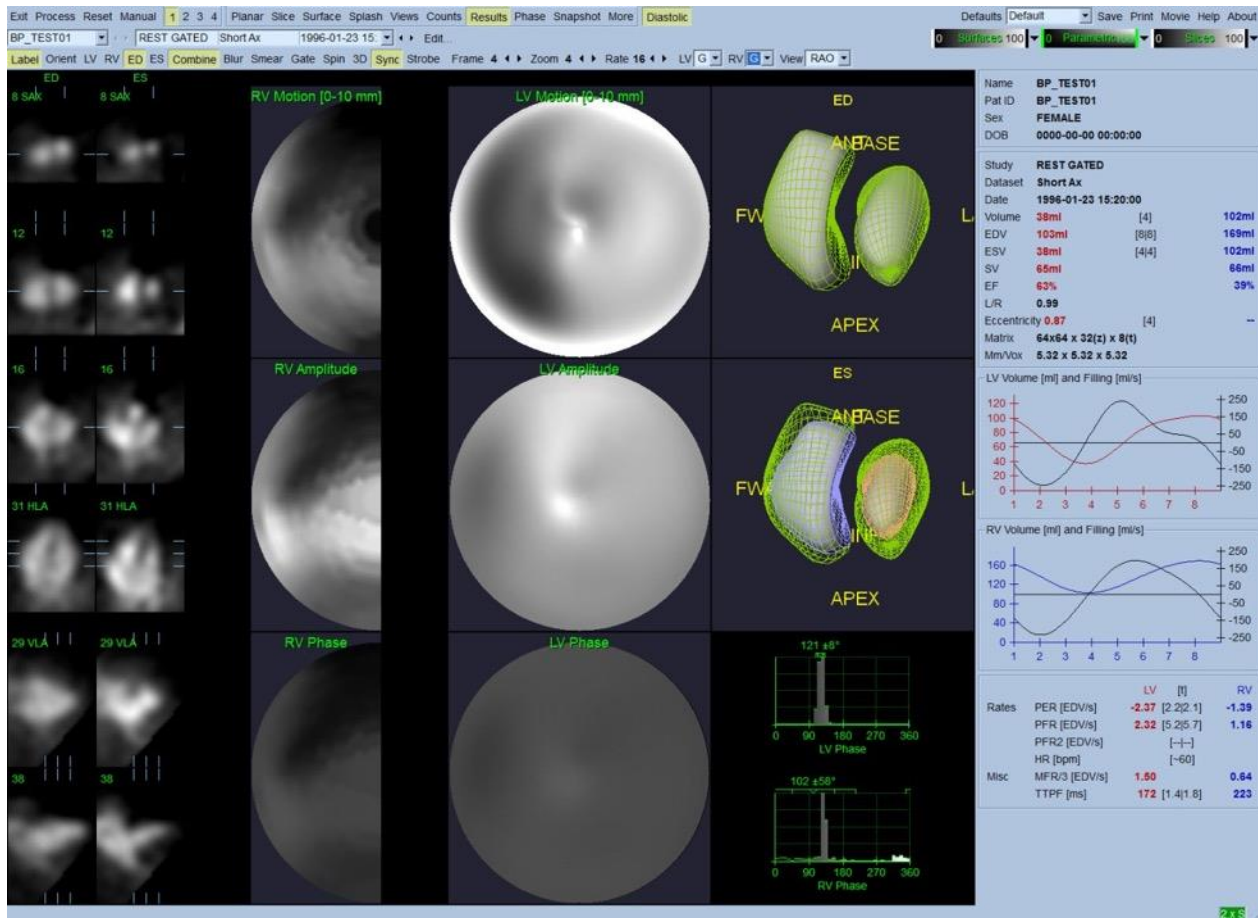 Exit Process Reset Manual 1 2 3 4 Planar Slice Surface Splash Views Counts Results Phase Snapshot More Diastolic Defaults Default Save Print Movie Help About
BP_TEST01 REST GATED Short Ax 1996-01-23 15: Edit... 0 Surfaces 100 0 Parametric 0 Slices 100
Label Orient LV RV ED ES Combine Blur Smear Gate Spin 3D Sync Strobe Frame 4 Zoom 4 Rate 16 LV G RV G View RAO
ED ES
8 SAX 8 SAX
12 12
16 16
31 HLA 31 HLA
29 VLA 29 VLA
38 38
RV Motion [0-10 mm]
LV Motion [0-10 mm]
ED
BASE
APEX
RV Amplitude
LV Amplitude
ES
BASE
APEX
RV Phase
LV Phase
121 ±6°
0 90 180 270 360
LV Phase
102 ±58°
0 90 180 270 360
RV Phase
Name BP_TEST01
Pat ID BP_TEST01
Sex FEMALE
DOB 0000-00-00 00:00:00
Study REST GATED
Dataset Short Ax
Date 1996-01-23 15:20:00
Volume 38ml [4] 102ml
EDV 103ml [8|8] 169ml
ESV 38ml [4|4] 102ml
SV 65ml 66ml
EF 63% 39%
L/R 0.99
Eccentricity 0.87 [4] --
Matrix 64x64 x 32(z) x 8(t)
Mm/Vox 5.32 x 5.32 x 5.32
LV Volume [ml] and Filling [ml/s]
120 250
100 150
80 50
60 -50
40 -150
20 -250
0
1 2 3 4 5 6 7 8
RV Volume [ml] and Filling [ml/s]
250
160 150
120 50
80 -50
40 -150
0 -250
1 2 3 4 5 6 7 8
LV [t] RV
Rates PER [EDV/s] -2.37 [2.2|2.1] -1.39
PFR [EDV/s] 2.32 [5.2|5.7] 1.16
PFR2 [EDV/s] [--|--]
HR [bpm] [~60]
Misc MFR/3 [EDV/s] 1.50 0.64
TTPF [ms] 172 [1.4|1.8] 223